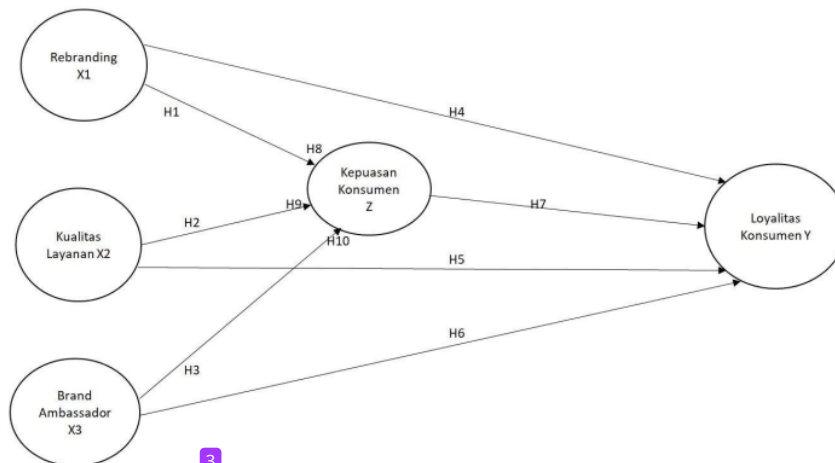 Rebranding
X1
H1
H4
H8
Kepuasan
Konsumen
Z
H7
Loyalitas
Konsumen Y
Kualitas
Layanan X2
H2
H9
H10
H5
H6
H3
Brand
Ambassador
X3
3